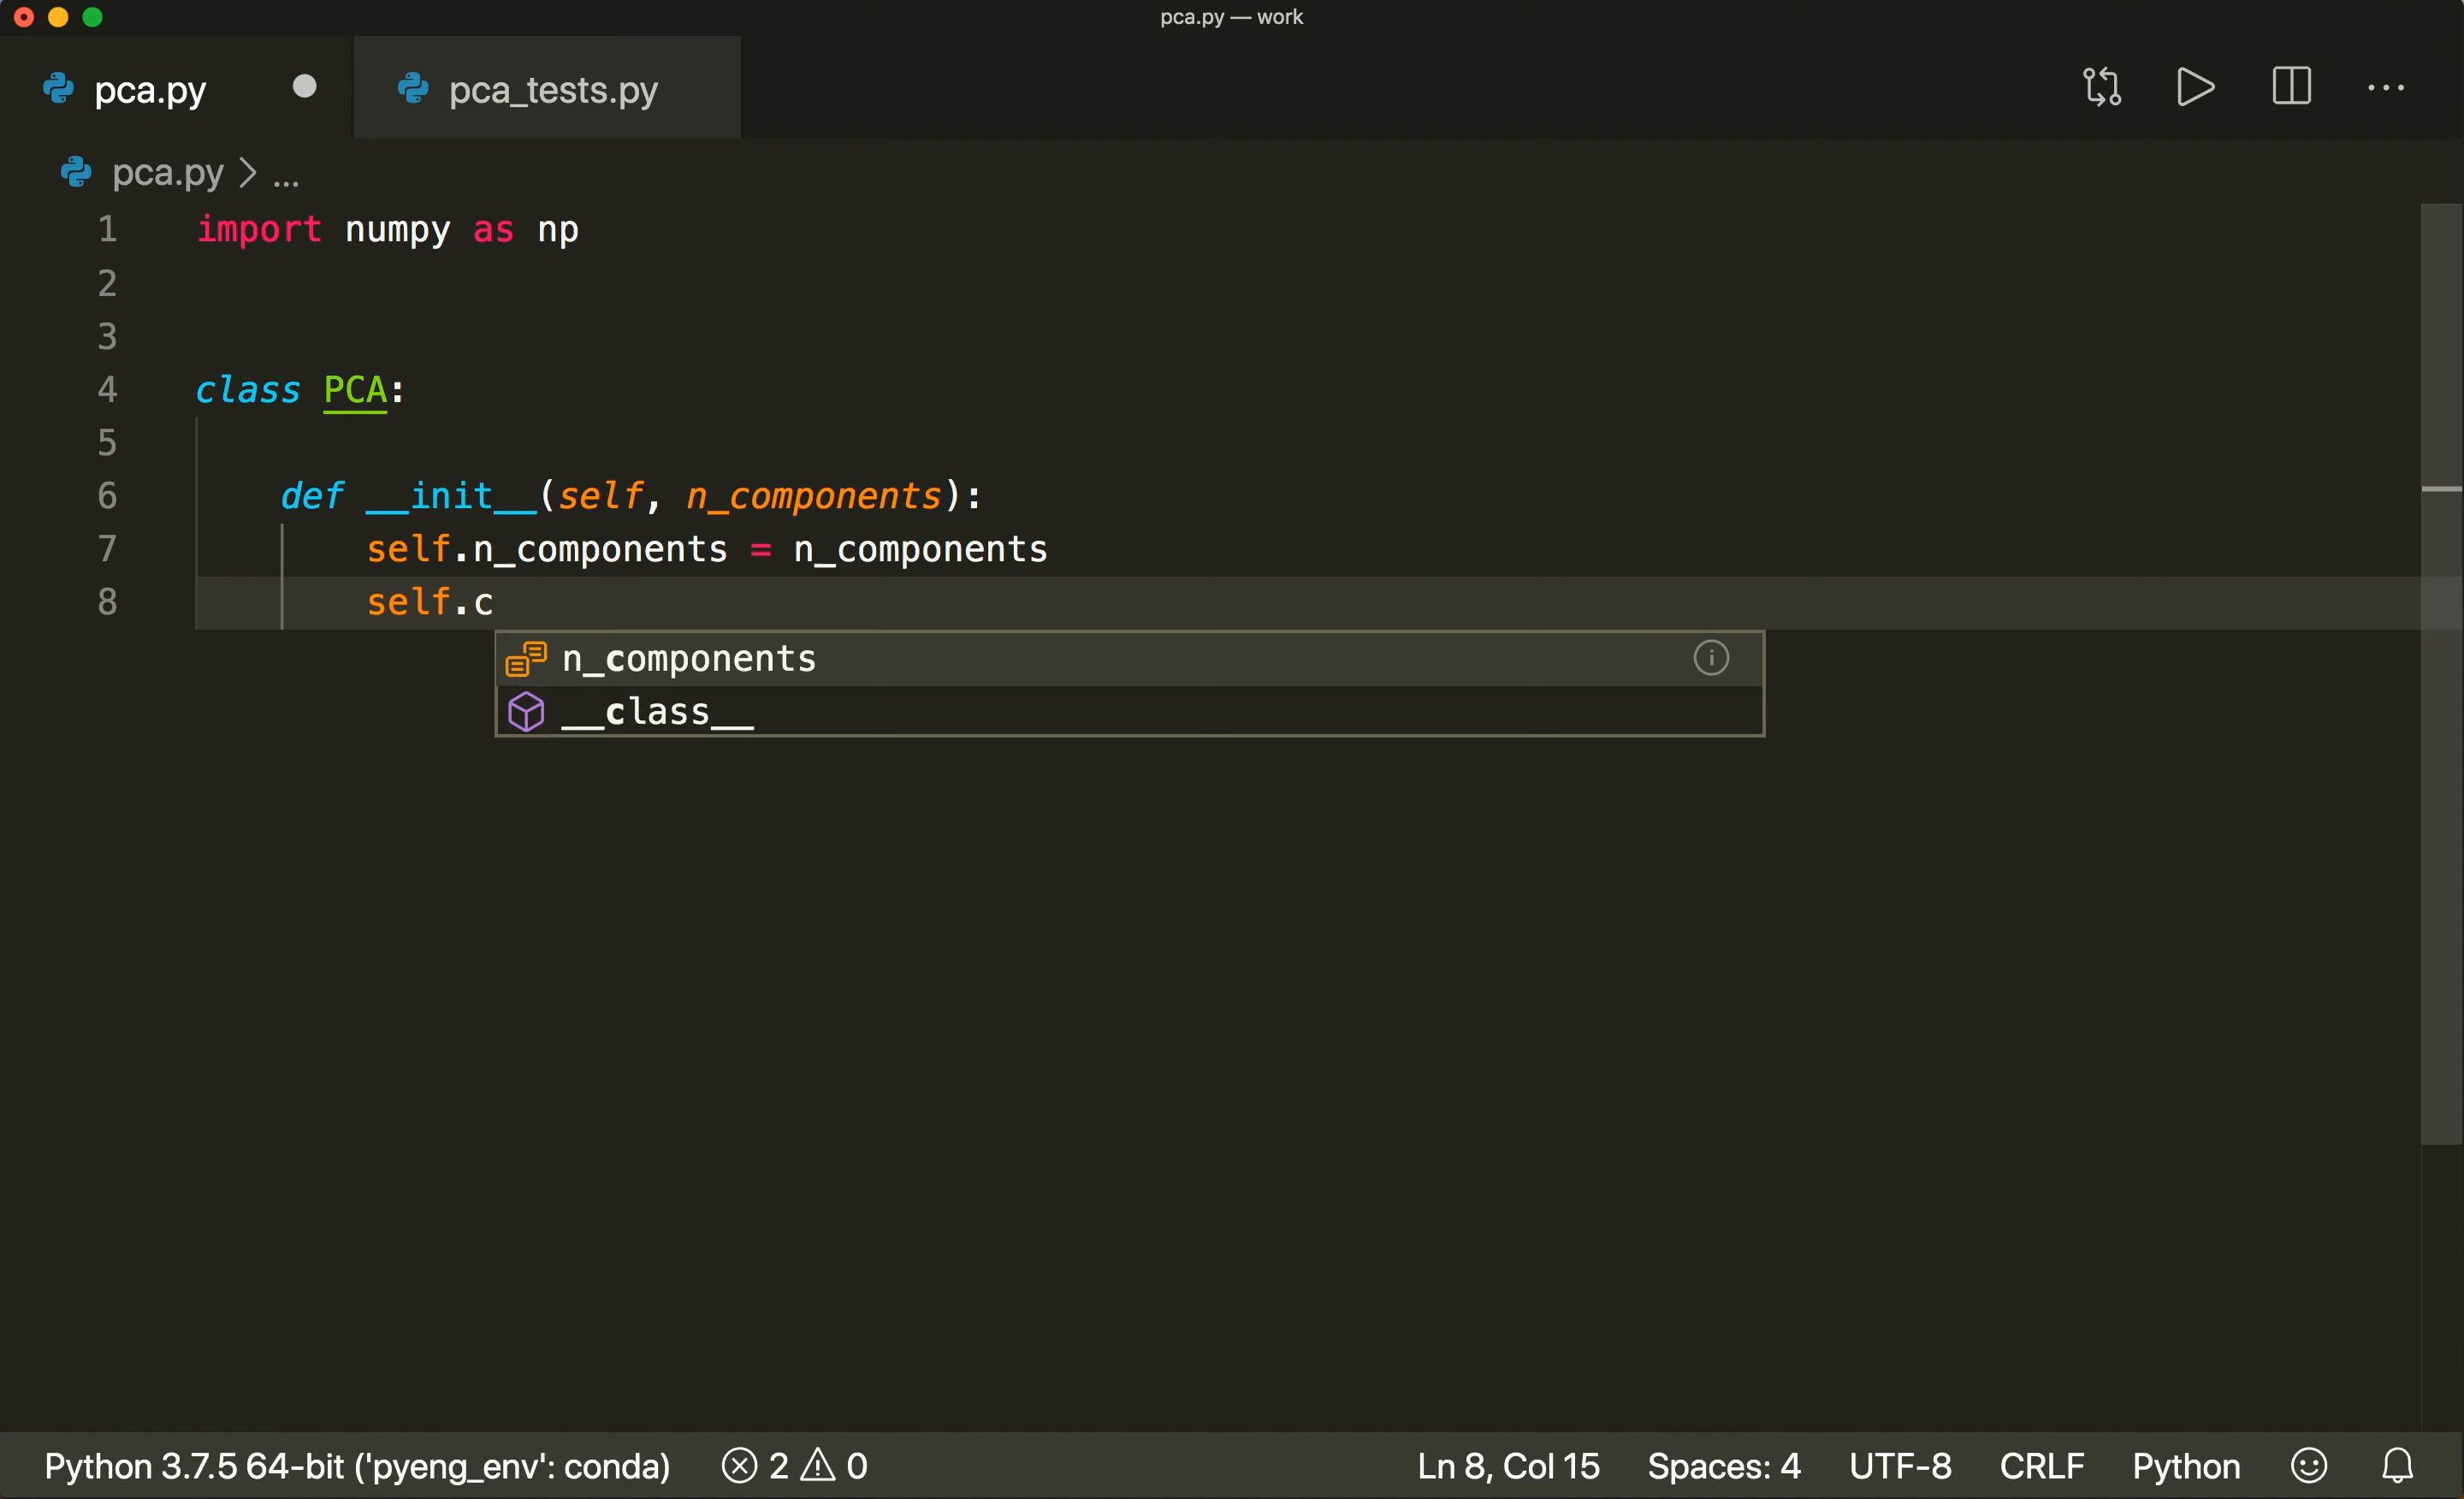 pca.py — work
pca.py pca_tests.py
pca.py > ...
1 import numpy as np
2
3
4 class PCA:
5
6 def __init__(self, n_components):
7 self.n_components = n_components
8 self.c
n_components
__class__
Python 3.7.5 64-bit ('pyeng_env': conda) 2 0 Ln 8, Col 15 Spaces: 4 UTF-8 CRLF Python